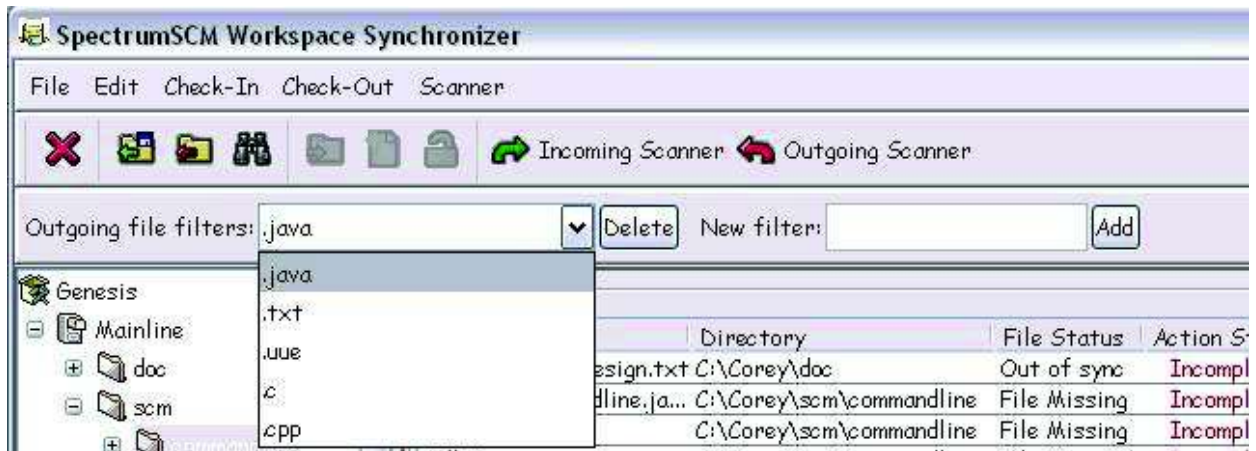 SpectrumSCM Workspace Synchronizer
File Edit Check-In Check-Out Scanner
Incoming Scanner Outgoing Scanner
Outgoing file filters: .java Delete New filter: Add
.java
.txt
.uue
.c
.cpp
Genesis
Mainline
doc
scm
Directory File Status Action S
esign.txt C:\Corey\doc Out of sync Incompl
dline.ja... C:\Corey\scm\commandline File Missing Incompl
C:\Corey\scm\commandline File Missing Incompl